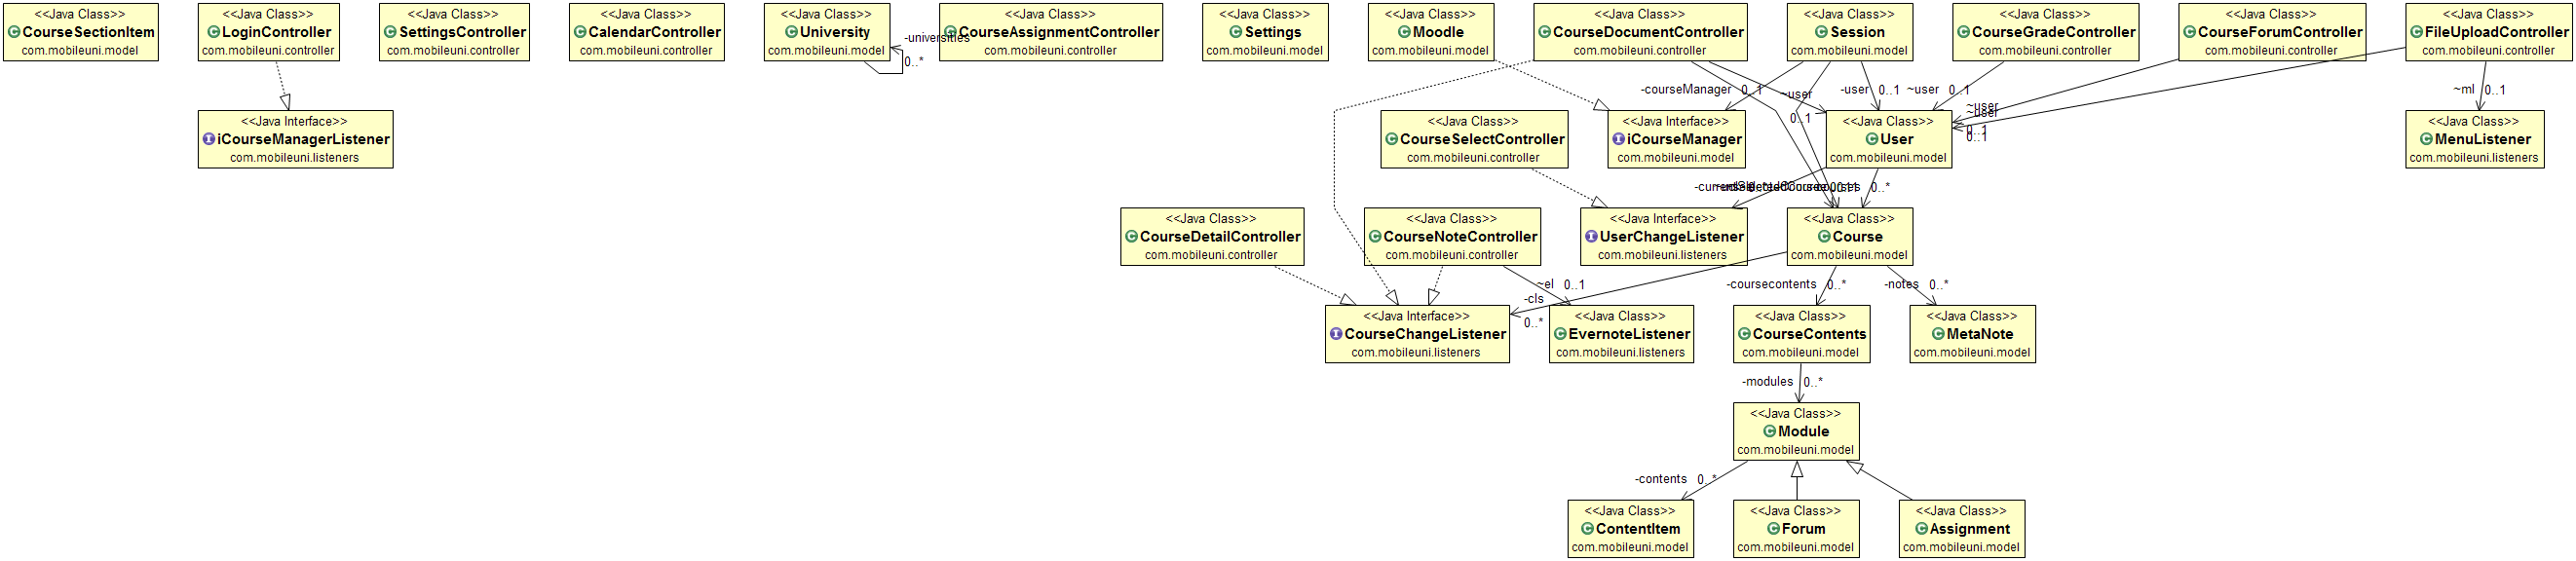 <<Java Class>>
CourseSectionItem
com.mobileuni.model
<<Java Class>>
LoginController
com.mobileuni.controller
<<Java Class>>
SettingsController
com.mobileuni.controller
<<Java Class>>
CalendarController
com.mobileuni.controller
<<Java Class>>
University
com.mobileuni.model
-universities
0..*
<<Java Class>>
CourseAssignmentController
com.mobileuni.controller
<<Java Class>>
Settings
com.mobileuni.model
<<Java Class>>
Moodle
com.mobileuni.model
<<Java Class>>
CourseDocumentController
com.mobileuni.controller
<<Java Class>>
Session
com.mobileuni.model
<<Java Class>>
CourseGradeController
com.mobileuni.controller
<<Java Class>>
CourseForumController
com.mobileuni.controller
<<Java Class>>
FileUploadController
com.mobileuni.controller
-courseManager
0..1
~user
0..1
-user
0..1
~user
0..1
~user
0..1
~user
0..1
~ml
0..1
<<Java Interface>>
iCourseManagerListener
com.mobileuni.listeners
<<Java Class>>
CourseSelectController
com.mobileuni.controller
<<Java Interface>>
iCourseManager
com.mobileuni.model
<<Java Class>>
User
com.mobileuni.model
<<Java Class>>
MenuListener
com.mobileuni.listeners
0..*
<<Java Class>>
CourseDetailController
com.mobileuni.controller
<<Java Class>>
CourseNoteController
com.mobileuni.controller
<<Java Interface>>
UserChangeListener
com.mobileuni.listeners
<<Java Class>>
Course
com.mobileuni.model
~el
0..1
-cls
0..*
-coursecontents
0..*
-notes
0..*
<<Java Interface>>
CourseChangeListener
com.mobileuni.listeners
<<Java Class>>
EvernoteListener
com.mobileuni.listeners
<<Java Class>>
CourseContents
com.mobileuni.model
<<Java Class>>
MetaNote
com.mobileuni.model
-modules
0..*
<<Java Class>>
Module
com.mobileuni.model
-contents
0..*
<<Java Class>>
ContentItem
com.mobileuni.model
<<Java Class>>
Forum
com.mobileuni.model
<<Java Class>>
Assignment
com.mobileuni.model